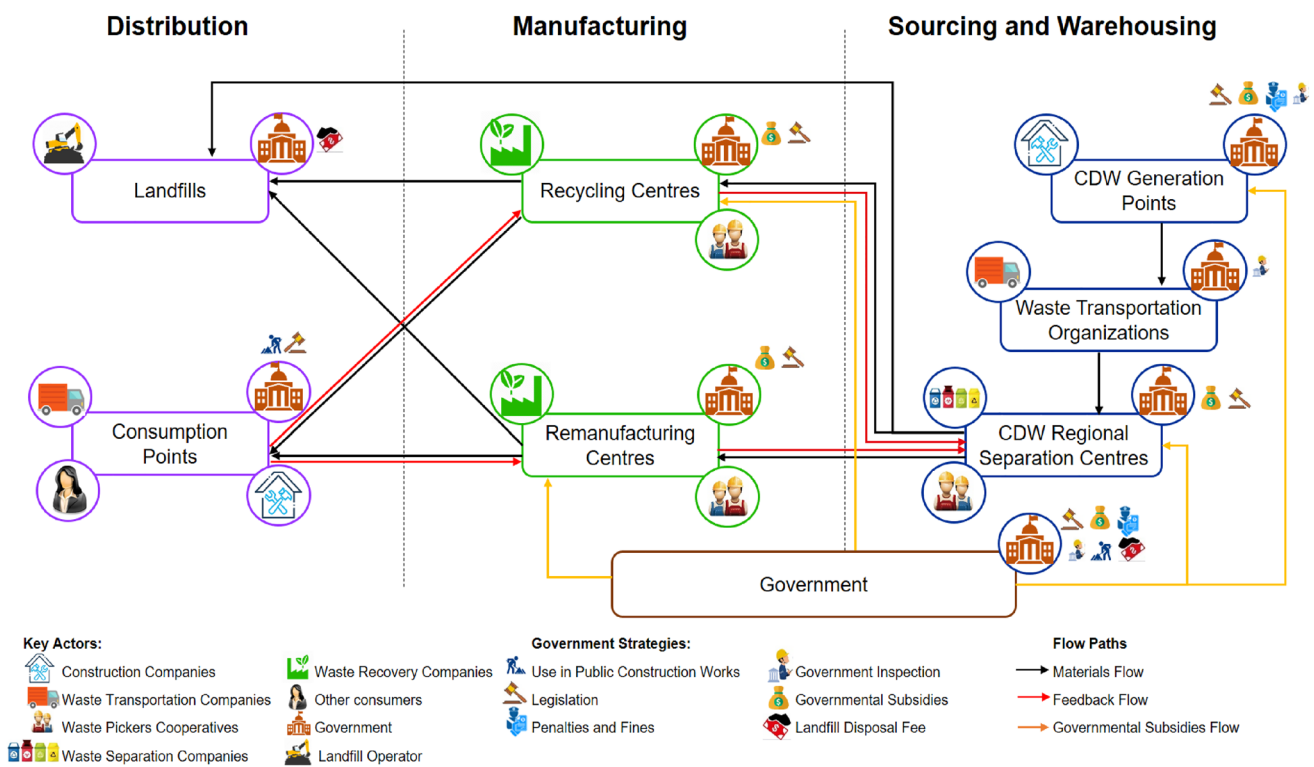 Distribution
Manufacturing
Sourcing and Warehousing
Landfills
Recycling Centres
CDW Generation
Points
Waste Transportation
Organizations
Consumption
Points
Remanufacturing
Centres
CDW Regional
Separation Centres
Government
Key Actors:
Construction Companies
Waste Transportation Companies
Waste Pickers Cooperatives
Waste Separation Companies
Waste Recovery Companies
Other consumers
Government
Landfill Operator
Government Strategies:
Use in Public Construction Works
Legislation
Penalties and Fines
Government Inspection
Governmental Subsidies
Landfill Disposal Fee
Flow Paths
Materials Flow
Feedback Flow
Governmental Subsidies Flow